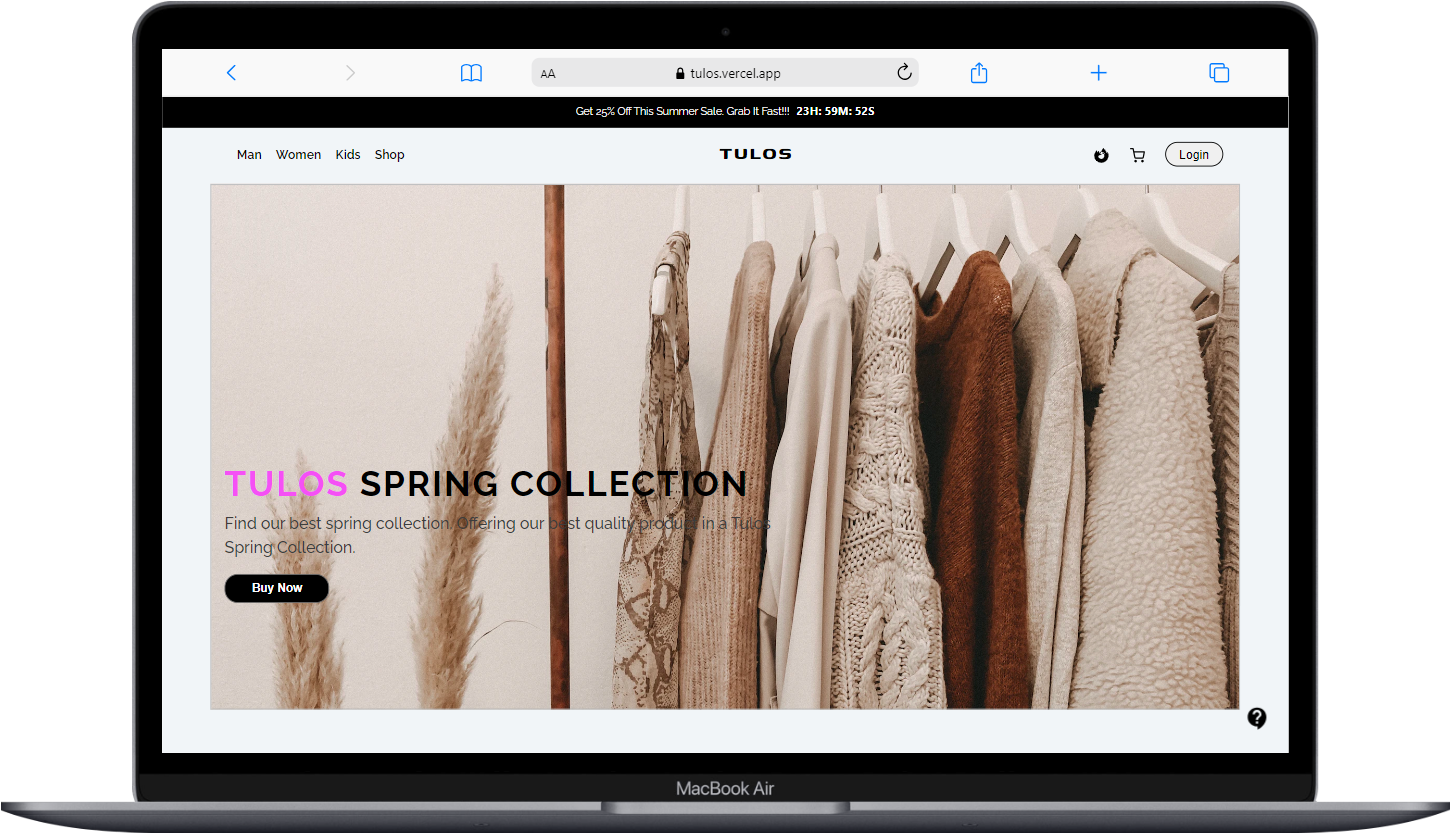 AA
tulos.vercel.app
Get 25% Off This Summer Sale. Grab It Fast!!! 23H: 59M: 52S
Man Women Kids Shop
TULOS
Login
TULOS SPRING COLLECTION
Find our best spring collection. Offering our best quality product in a Tulos
Spring Collection.
Buy Now
?
MacBook Air